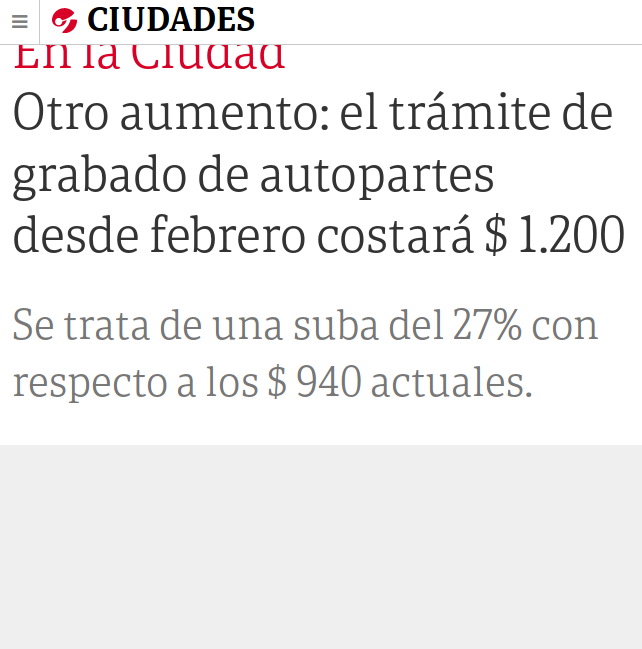 CIUDADES
En la Ciudad
Otro aumento: el trámite de
grabado de autopartes
desde febrero costará $ 1.200
Se trata de una suba del 27% con
respecto a los $ 940 actuales.